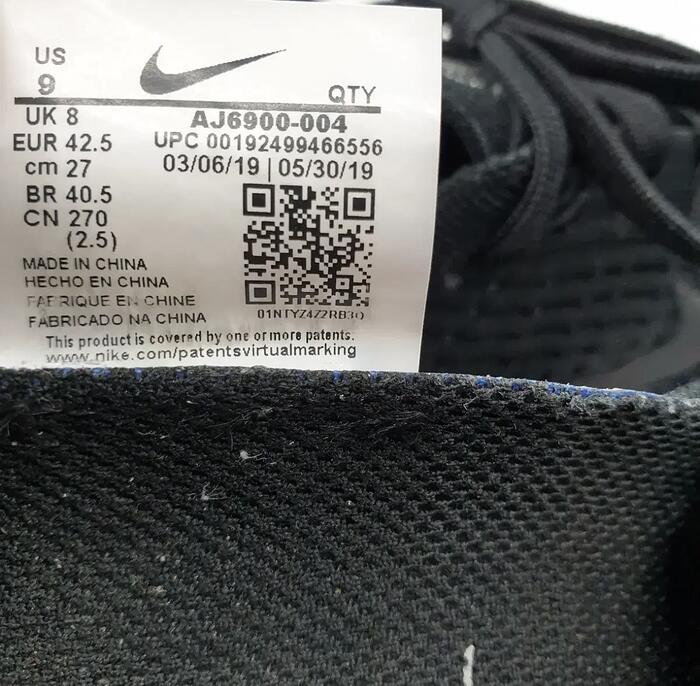 US
9
QTY
UK 8
EUR 42.5
cm 27
BR 40.5
CN 270
(2.5)
AJ6900-004
UPC 00192499466556
03/06/19 | 05/30/19
01NTYZ4Z2RB3O
MADE IN CHINA
HECHO EN CHINA
FABRIQUE EN CHINE
FABRICADO NA CHINA
This product is covered by one or more patents.
www.nike.com/patentsvirtualmarking